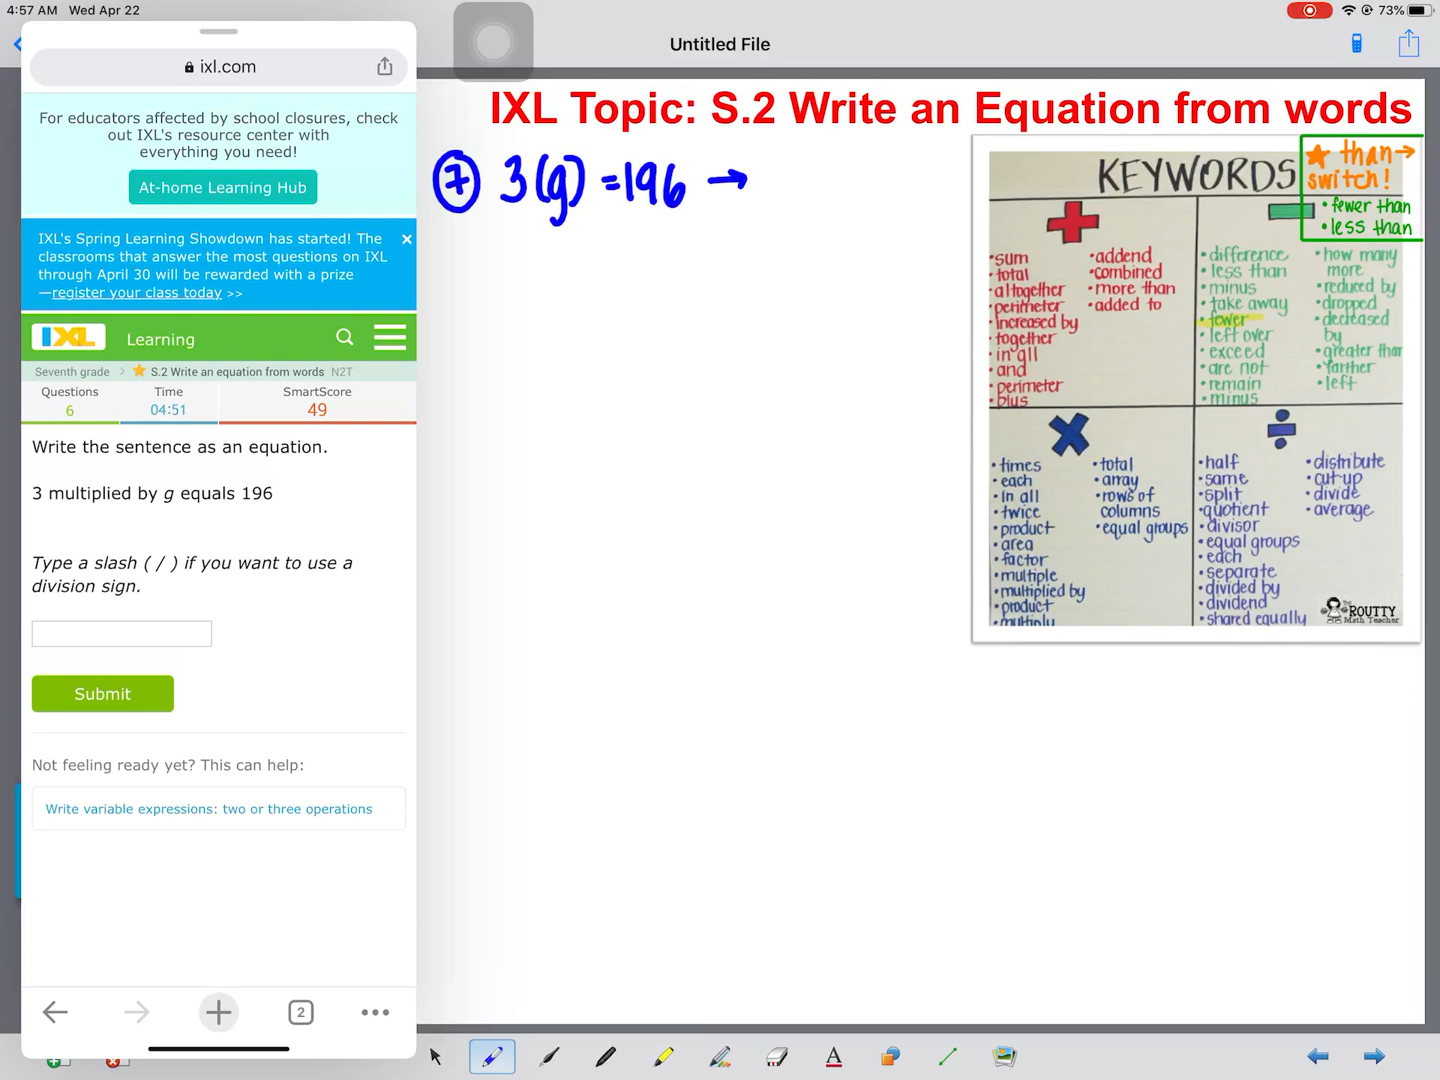 4:57 AM Wed Apr 22
73%
Untitled File
ixl.com
For educators affected by school closures, check
out IXL's resource center with
everything you need!
At-home Learning Hub
IXL's Spring Learning Showdown has started! The
classrooms that answer the most questions on IXL
through April 30 will be rewarded with a prize
—register your class today >>
IXL Learning
Seventh grade > S.2 Write an equation from words N2T
Questions Time SmartScore
6 04:51 49
Write the sentence as an equation.
3 multiplied by g equals 196
Type a slash ( / ) if you want to use a
division sign.
Submit
Not feeling ready yet? This can help:
Write variable expressions: two or three operations
2
IXL Topic: S.2 Write an Equation from words
7 3(g) =196 →
KEYWORDS
★ than→
switch!
• fewer than
• less than
+
• sum
• total
• altogether
• perimeter
• increased by
• together
• in all
• and
• perimeter
• plus
• addend
• combined
• more than
• added to
• difference
• less than
• minus
• take away
• fewer
• left over
• exceed
• are not
• remain
• minus
• how many
more
• reduced by
• dropped
• decreased
by
• greater than
• farther
• left
×
• times
• each
• in all
• twice
• product
• area
• factor
• multiple
• multiplied by
• product
• multiply
• total
• array
• rows of
columns
• equal groups
÷
• half
• same
• split
• quotient
• divisor
• equal groups
• each
• separate
• divided by
• dividend
• shared equally
• distribute
• cut up
• divide
• average
ROUTTY
Math Teacher
A